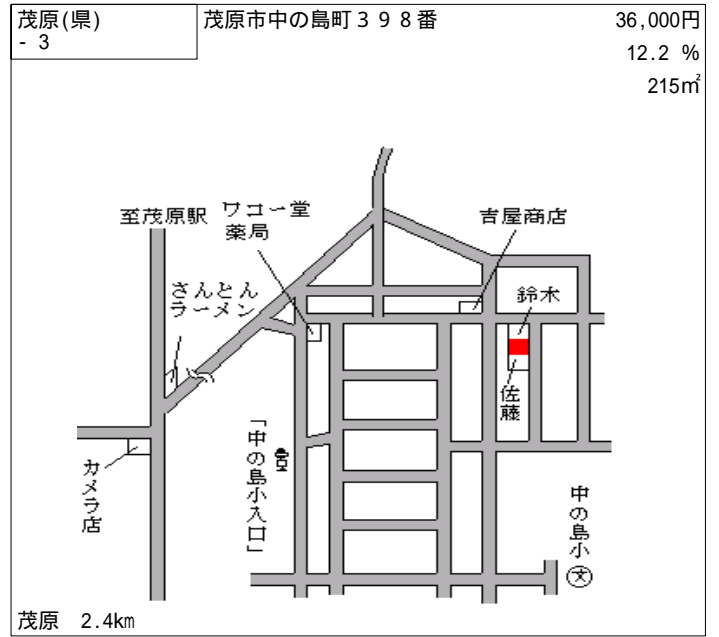 茂原(県)
- 3
茂原市中の島町３９８番
36,000円
12.2 %
215㎡
至茂原駅
ワコー堂
薬局
吉屋商店
さんとん
ラーメン
鈴木
佐藤
カメラ店
「中の島小入口」
中の島小
文
茂原 2.4km